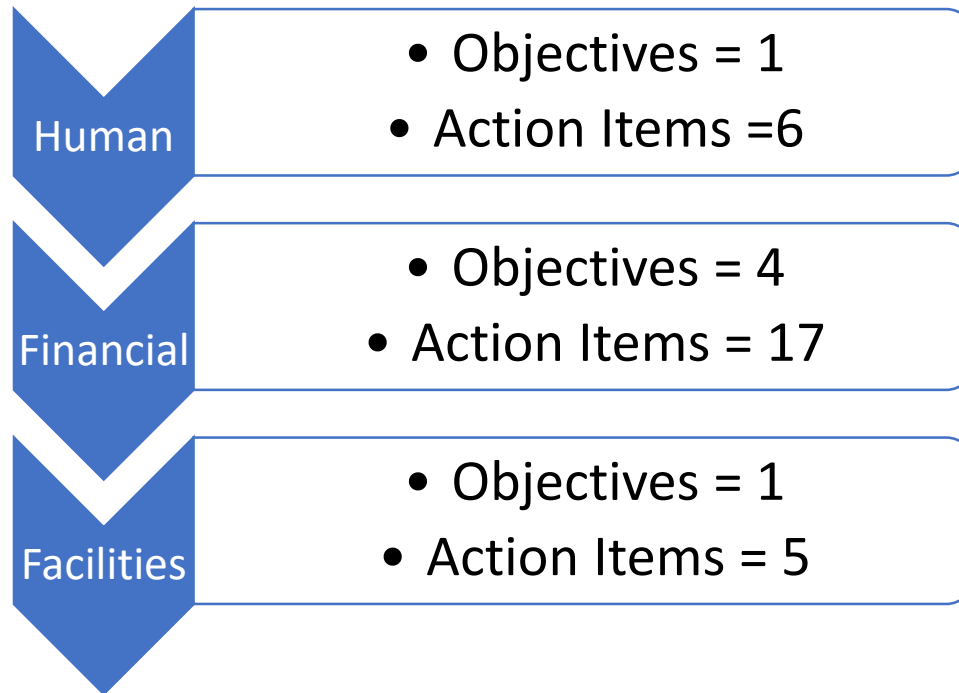 Human
• Objectives = 1
• Action Items =6
Financial
• Objectives = 4
• Action Items = 17
Facilities
• Objectives = 1
• Action Items = 5